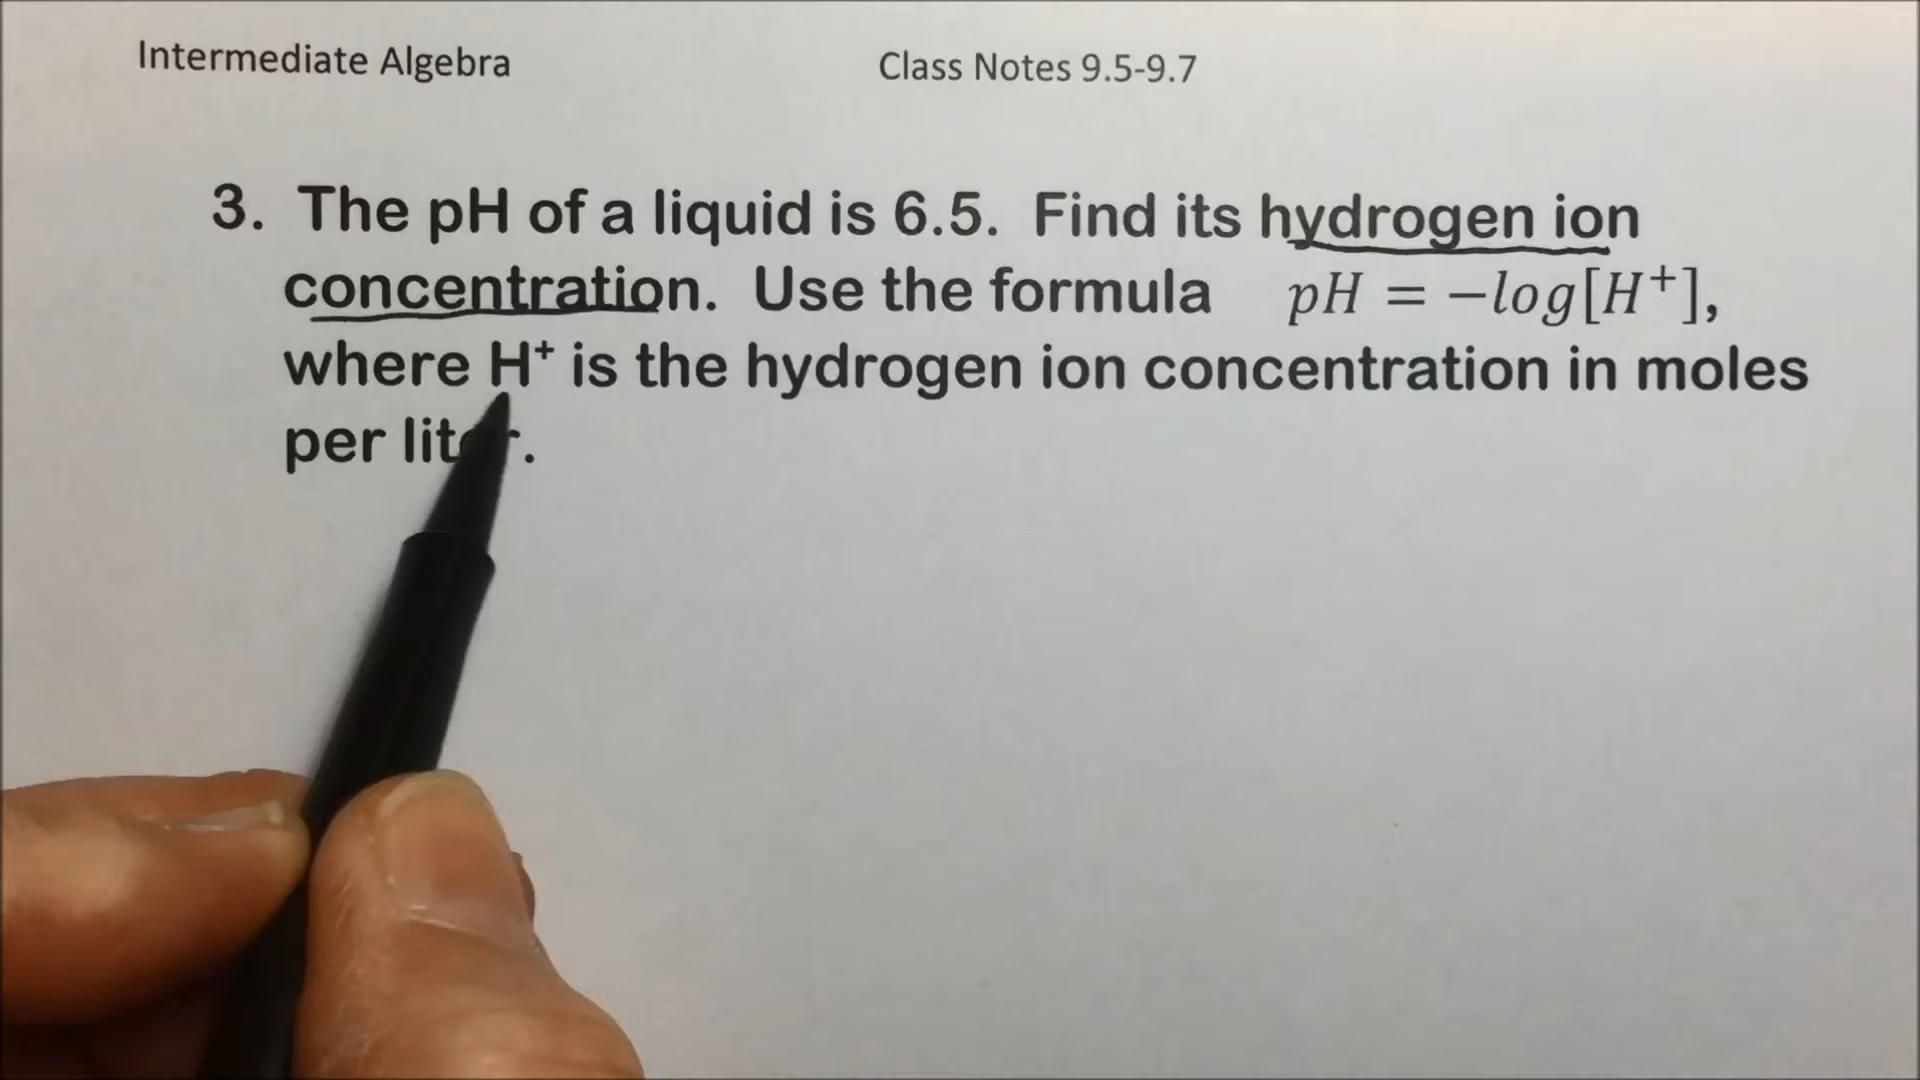 Intermediate Algebra Class Notes 9.5-9.7
3. The pH of a liquid is 6.5. Find its hydrogen ion
concentration. Use the formula pH = −log[H⁺],
where H⁺ is the hydrogen ion concentration in moles
per liter.